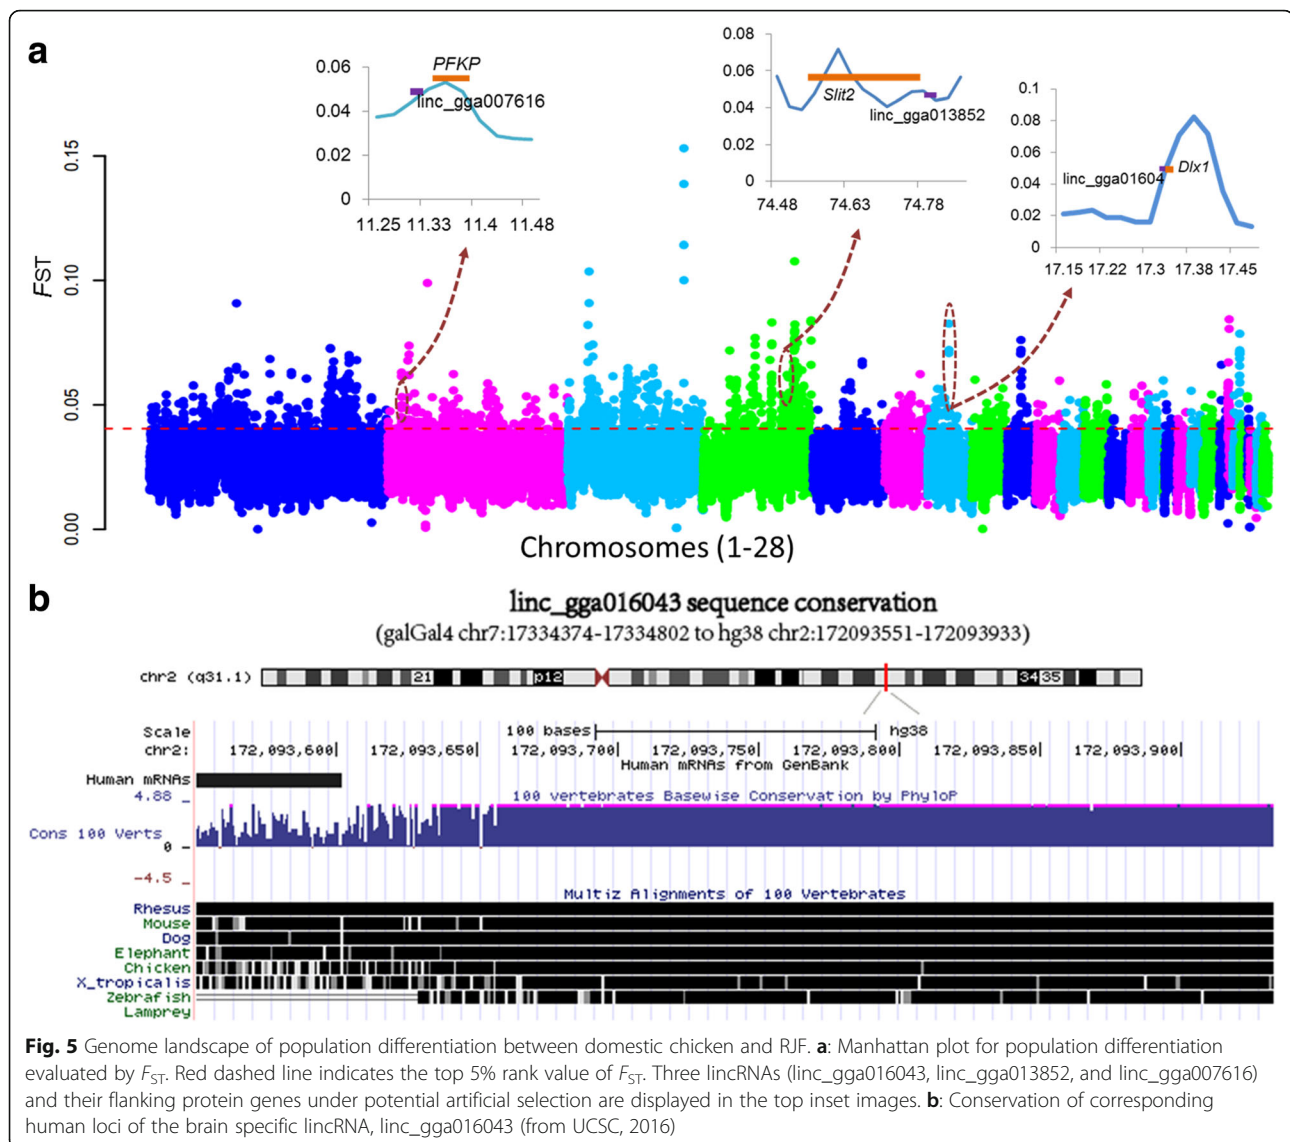 a
FST
0.15
0.10
0.05
0.00
0.06
0.04
0.02
0
PFKP
linc_gga007616
11.25 11.33 11.4 11.48
0.08
0.06
0.04
0.02
0
Slit2
linc_gga013852
74.48 74.63 74.78
0.1
0.08
0.06
0.04
0.02
0
linc_gga01604
Dlx1
17.15 17.22 17.3 17.38 17.45
Chromosomes (1-28)
b
linc_gga016043 sequence conservation
(galGal4 chr7:17334374-17334802 to hg38 chr2:172093551-172093933)
chr2 (q31.1) 21 p12 34 35
Scale 100 bases hg38
chr2: 172,093,600 172,093,650 172,093,700 172,093,750 172,093,800 172,093,850 172,093,900
Human mRNAs from GenBank
Human mRNAs
4.88 _ 100 vertebrates Basewise Conservation by PhyloP
Cons 100 Verts
0 -
-4.5 _
Multiz Alignments of 100 Vertebrates
Rhesus
Mouse
Dog
Elephant
Chicken
X_tropicalis
Zebrafish
Lamprey
Fig. 5 Genome landscape of population differentiation between domestic chicken and RJF. a: Manhattan plot for population differentiation
evaluated by FST. Red dashed line indicates the top 5% rank value of FST. Three lincRNAs (linc_gga016043, linc_gga013852, and linc_gga007616)
and their flanking protein genes under potential artificial selection are displayed in the top inset images. b: Conservation of corresponding
human loci of the brain specific lincRNA, linc_gga016043 (from UCSC, 2016)